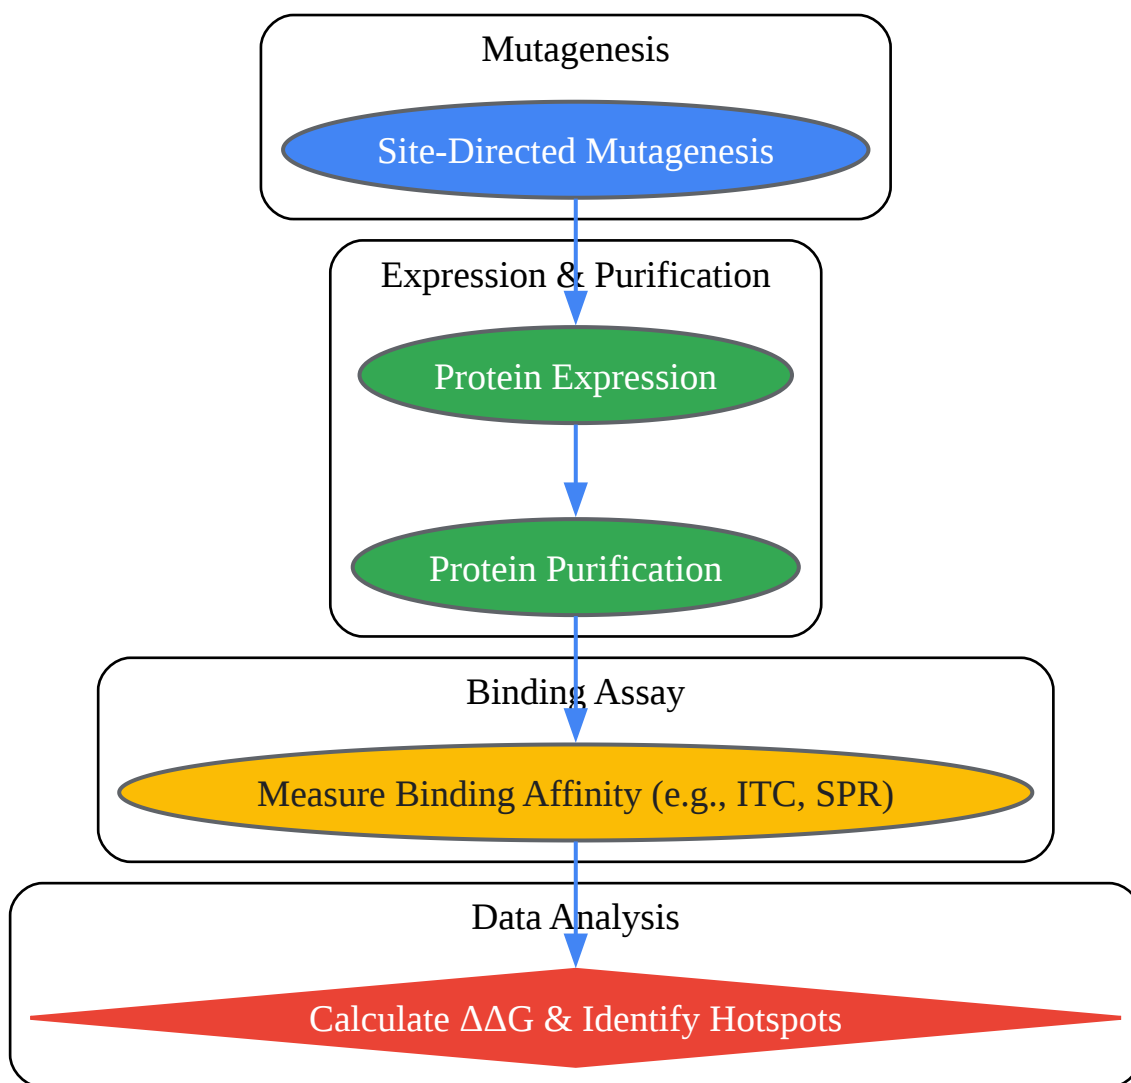 Mutagenesis
Site-Directed Mutagenesis
Expression & Purification
Protein Expression
Protein Purification
Binding Assay
Measure Binding Affinity (e.g., ITC, SPR)
Data Analysis
Calculate ΔΔG & Identify Hotspots